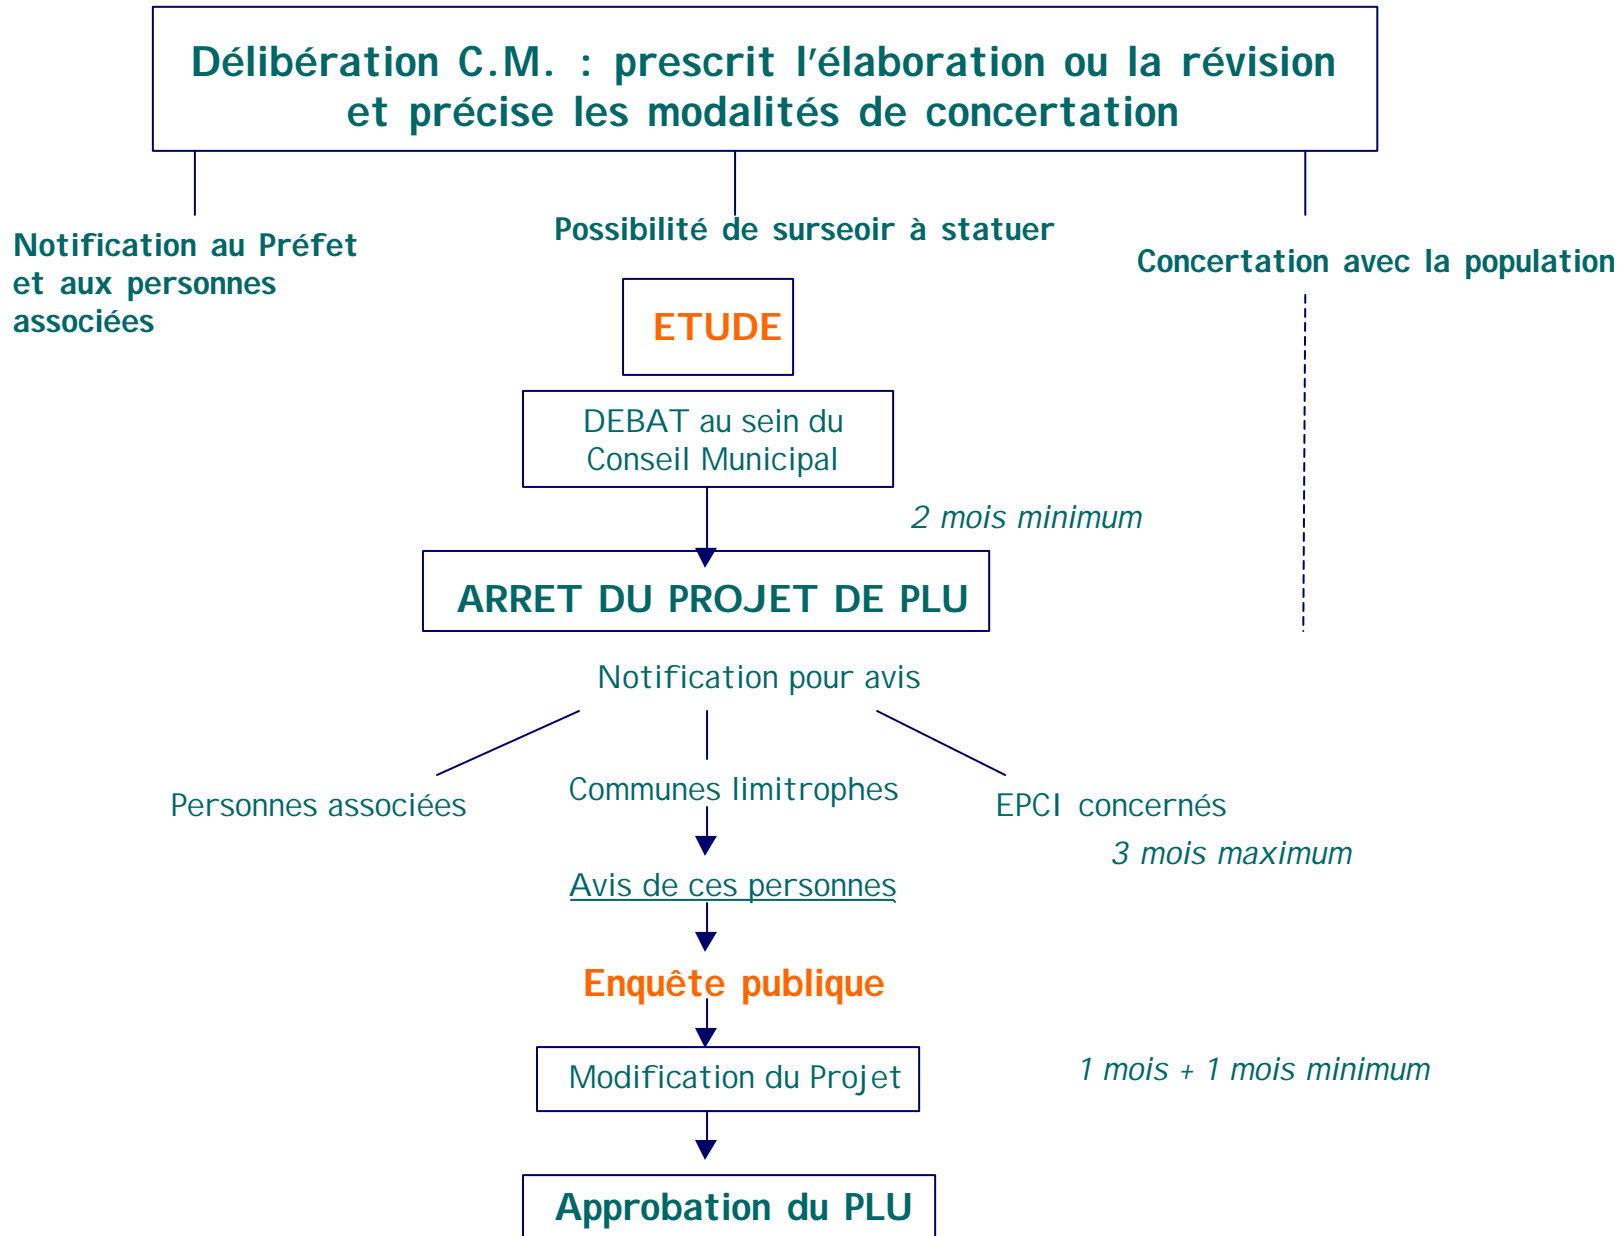 Délibération C.M. : prescrit l'élaboration ou la révision
et précise les modalités de concertation
Notification au Préfet
et aux personnes
associées
Possibilité de surseoir à statuer
Concertation avec la population
ETUDE
DEBAT au sein du
Conseil Municipal
2 mois minimum
ARRET DU PROJET DE PLU
Notification pour avis
Personnes associées
Communes limitrophes
EPCI concernés
3 mois maximum
Avis de ces personnes
Enquête publique
Modification du Projet
1 mois + 1 mois minimum
Approbation du PLU